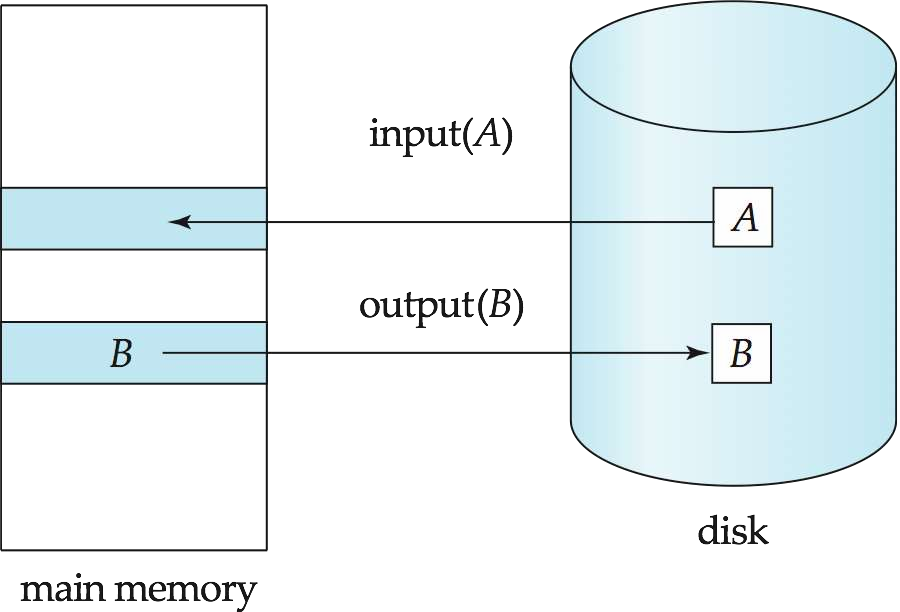 input(A)
A
output(B)
B
B
disk
main memory